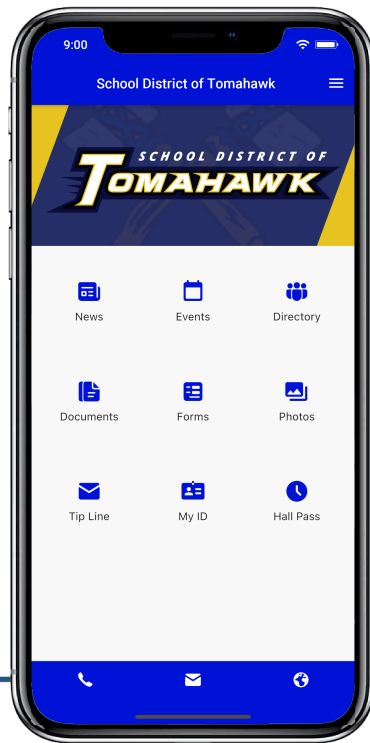 9:00
School District of Tomahawk
SCHOOL DISTRICT OF
TOMAHAWK
News Events Directory
Documents Forms Photos
Tip Line My ID Hall Pass